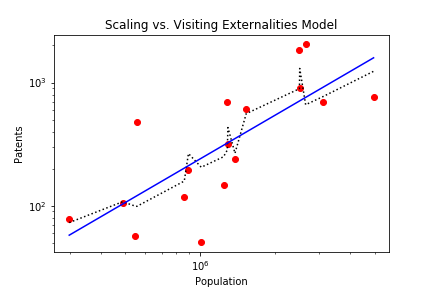 Scaling vs. Visiting Externalities Model
Patents
10³
10²
10⁶
Population